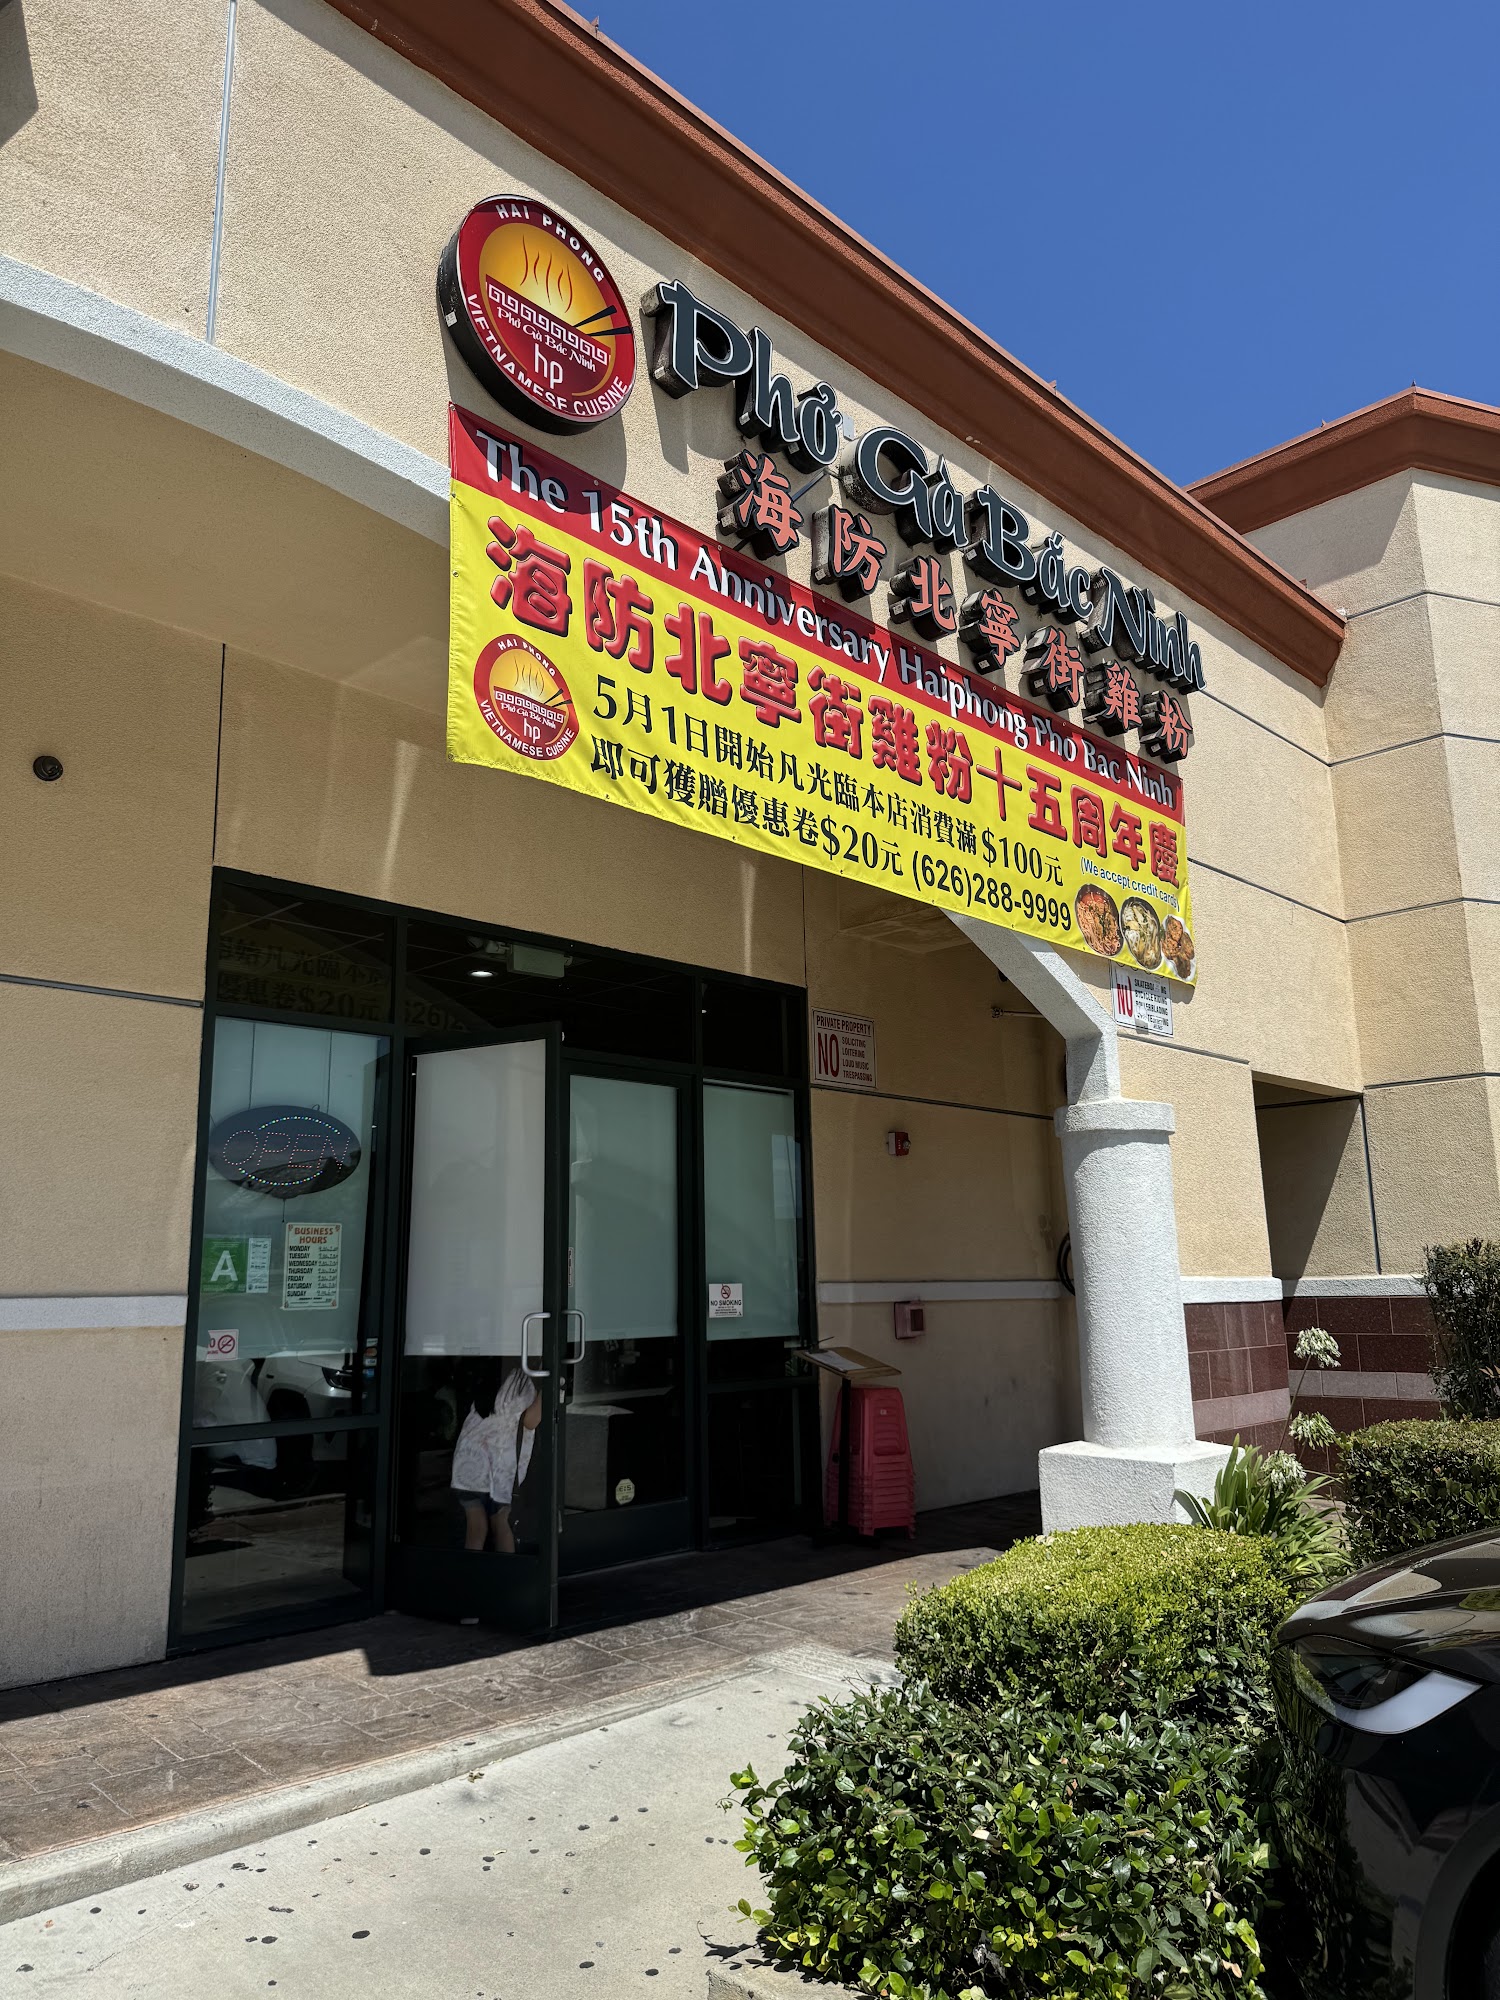 HAI PHONG
Phở Gà Bắc Ninh
hp
VIETNAMESE CUISINE
Phở Gà Bắc Ninh
海防北寧街雞粉
The 15th Anniversary Haiphong Pho Bac Ninh
海防北寧街雞粉十五周年慶
HAI PHONG
Phở Gà Bắc Ninh
hp
VIETNAMESE CUISINE
5月1日開始凡光臨本店消費滿$100元
即可獲贈優惠卷$20元 (626)288-9999
(We accept credit cards)
NO
PRIVATE PROPERTY
NO
SOLICITING
LOITERING
LOUD MUSIC
TRESPASSING
OPEN
A
BUSINESS
HOURS
MONDAY
TUESDAY
WEDNESDAY
THURSDAY
FRIDAY
SATURDAY
SUNDAY
NO SMOKING